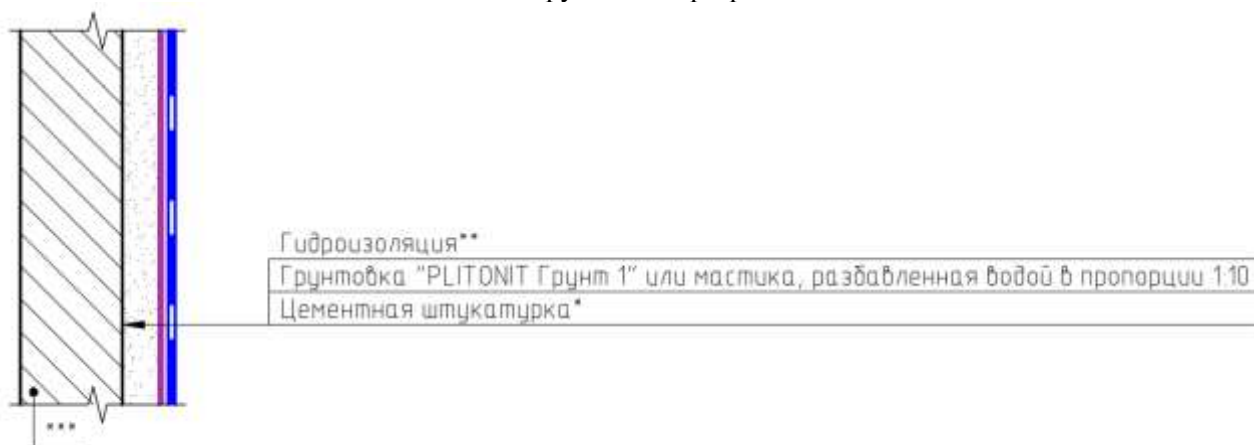 Гидроизоляция**
Грунтовка "PLITONIT Грунт 1" или мастика, разбавленная водой в пропорции 1:10
Цементная штукатурка*
***